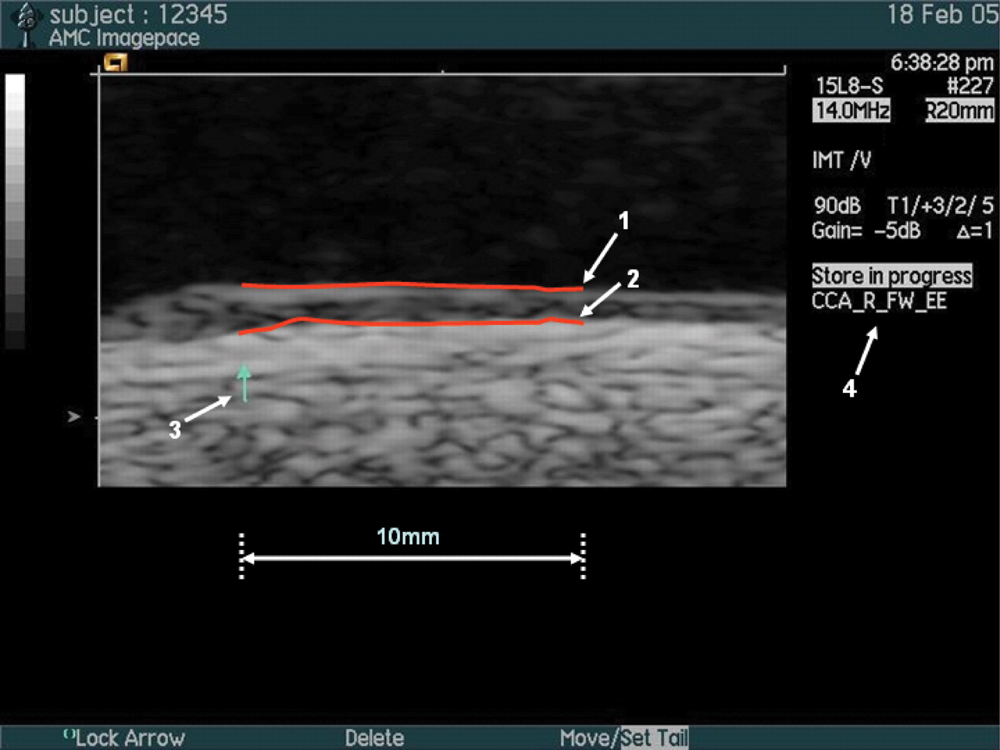 subject : 12345
18 Feb 05
AMC Imagepace
6:38:28 pm
15L8-S #227
14.0MHz R20mm
IMT /V
90dB T1/+3/2/ 5
Gain= -5dB Δ=1
Store in progress
CCA_R_FW_EE
1
2
3
4
10mm
Lock Arrow
Delete
Move/Set Tail